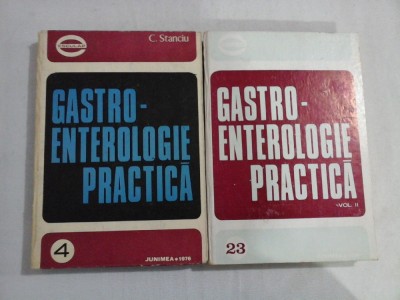 C. Stanciu
GASTRO-
ENTEROLOGIE
PRACTICĂ
4
JUNIMEA • 1976
GASTRO-
ENTEROLOGIE
PRACTICĂ
VOL. II
23